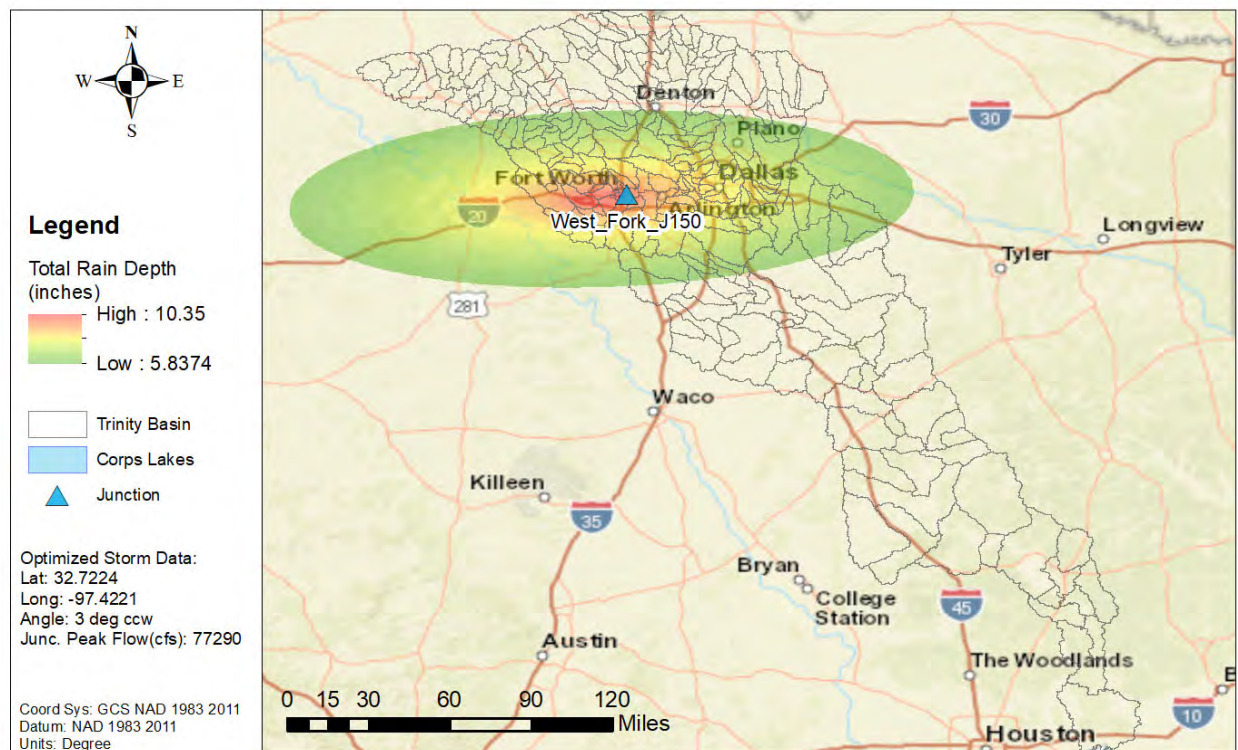 N
W E
S
Legend
Total Rain Depth
(inches)
High : 10.35
Low : 5.8374
Trinity Basin
Corps Lakes
Junction
Optimized Storm Data:
Lat: 32.7224
Long: -97.4221
Angle: 3 deg ccw
Junc. Peak Flow(cfs): 77290
Coord Sys: GCS NAD 1983 2011
Datum: NAD 1983 2011
Units: Degree
Denton
30
Plano
Fort Worth
Dallas
20
Arlington
West_Fork_J150
Longview
Tyler
281
Waco
Killeen
35
Bryan
College
Station
45
Austin
The Woodlands
B
10
Houston
0 15 30 60 90 120
Miles